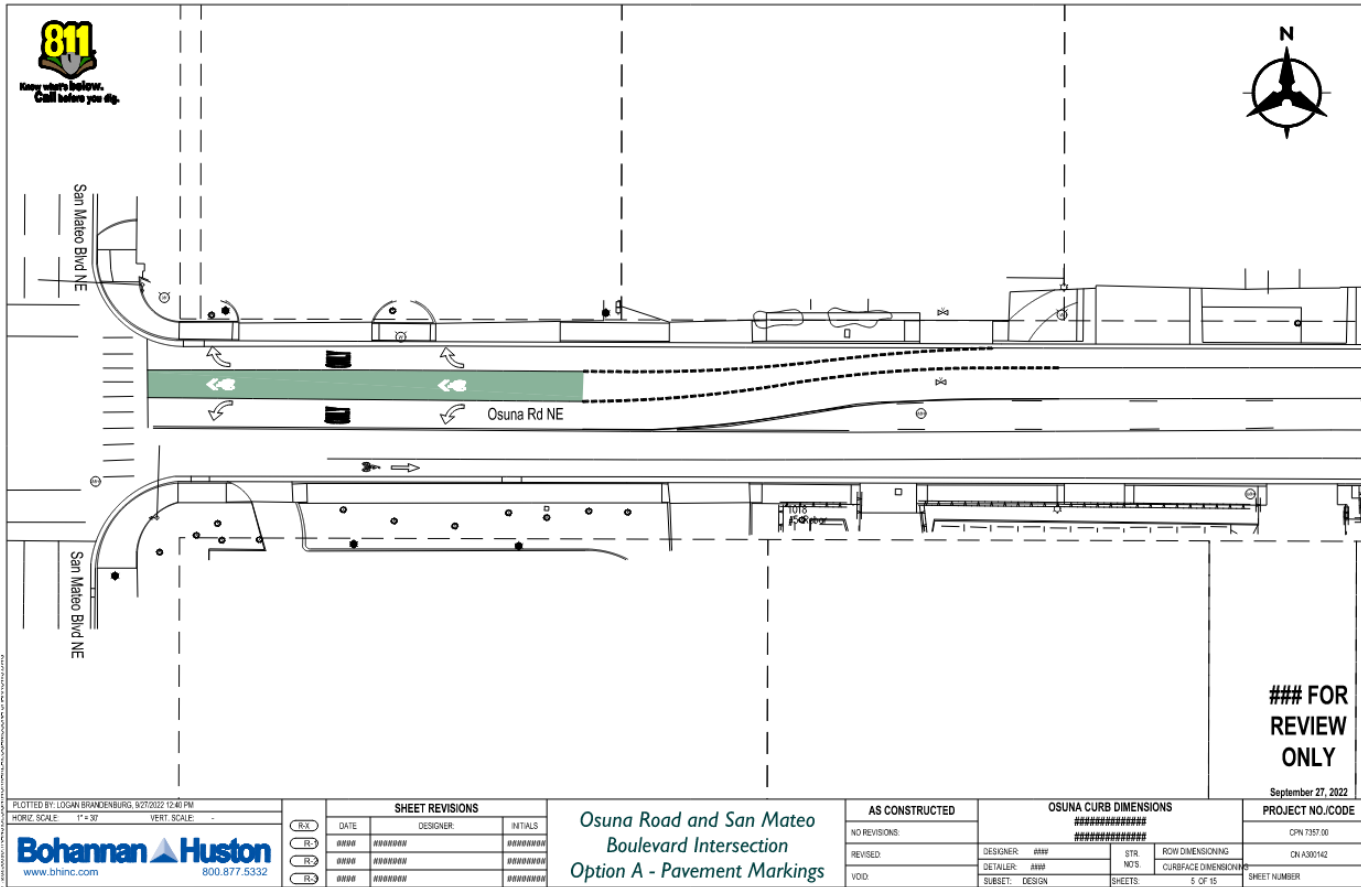 811
Know what's below.
Call before you dig.
N
San Mateo Blvd NE
Osuna Rd NE
1016
San Mateo Blvd NE
### FOR
REVIEW
ONLY
September 27, 2022
PLOTTED BY: LOGAN BRANDENBURG, 9/27/2022 12:40 PM
HORIZ. SCALE: 1" = 30' VERT. SCALE: -
Bohannan Huston
www.bhinc.com 800.877.5332
SHEET REVISIONS
R-X DATE DESIGNER: INITIALS
R-1 #### ####### ########
R-2 #### ####### ########
R-3 #### ####### ########
Osuna Road and San Mateo
Boulevard Intersection
Option A - Pavement Markings
AS CONSTRUCTED
NO REVISIONS:
REVISED:
VOID:
OSUNA CURB DIMENSIONS
#############
#############
DESIGNER: #### STR. NO'S. ROW DIMENSIONING
DETAILER: #### CURBFACE DIMENSIONING
SUBSET: DESIGN SHEETS: 5 OF 15
PROJECT NO./CODE
CPN 7357.00
CN A300142
SHEET NUMBER